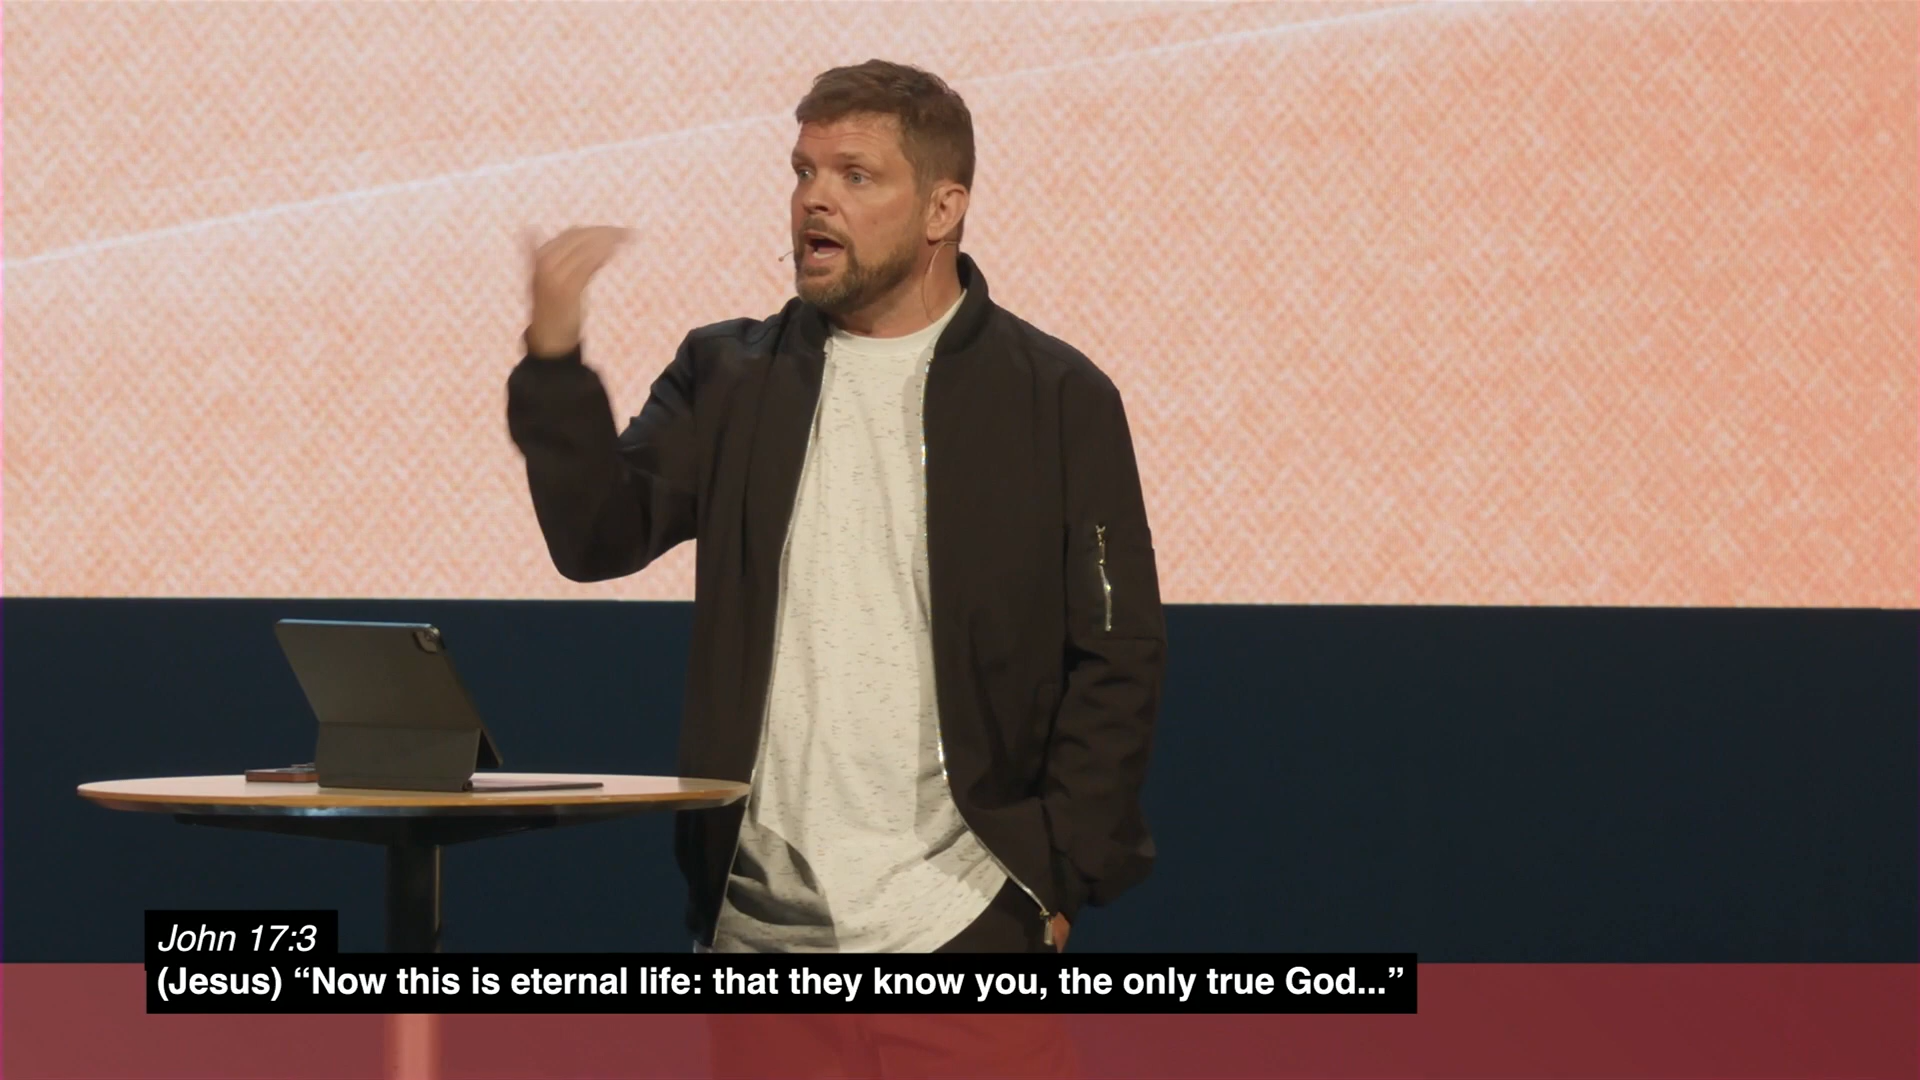 John 17:3
(Jesus) “Now this is eternal life: that they know you, the only true God...”